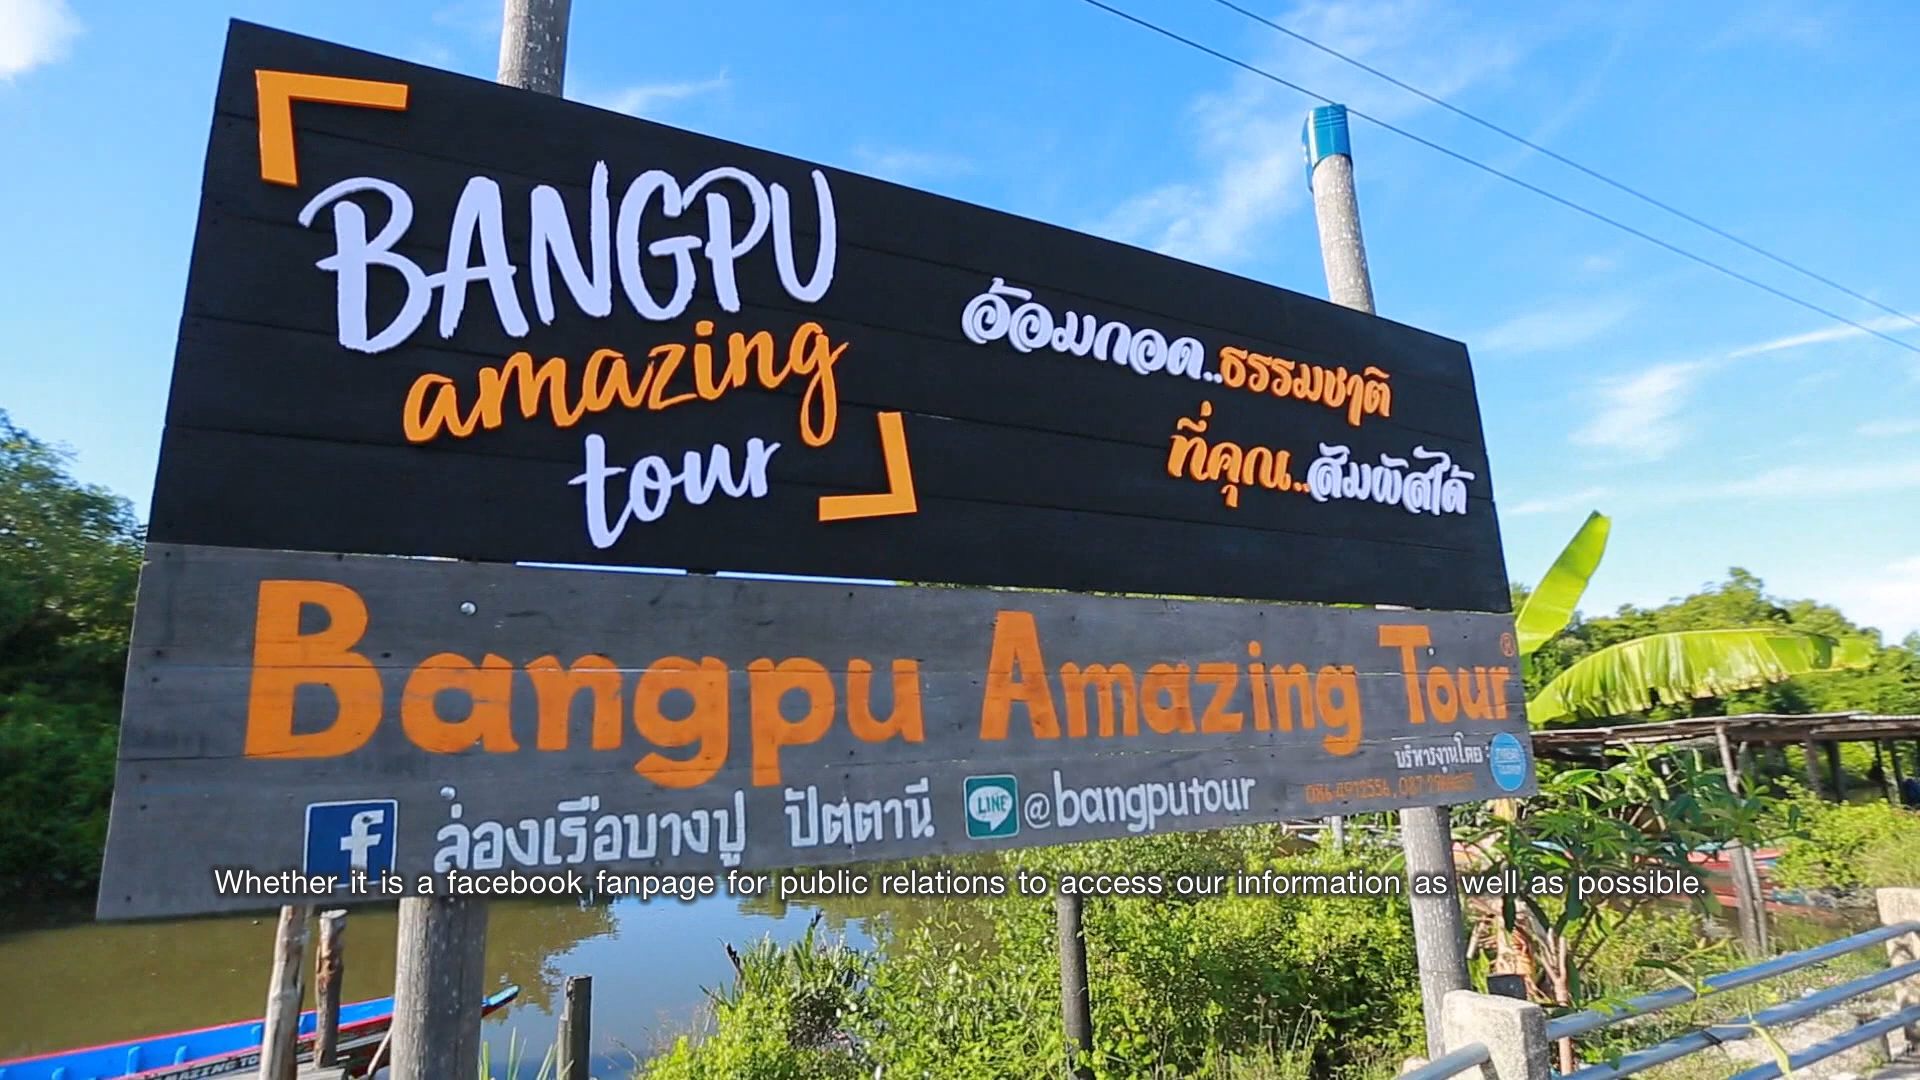 BANGPU
amazing
tour
อ้อมกอด..ธรรมชาติ
ที่คุณ..สัมผัสได้
Bangpu Amazing Tour®
บริหารงานโดย :
ล่องเรือบางปู ปัตตานี
LINE @bangputour
Whether it is a facebook fanpage for public relations to access our information as well as possible.